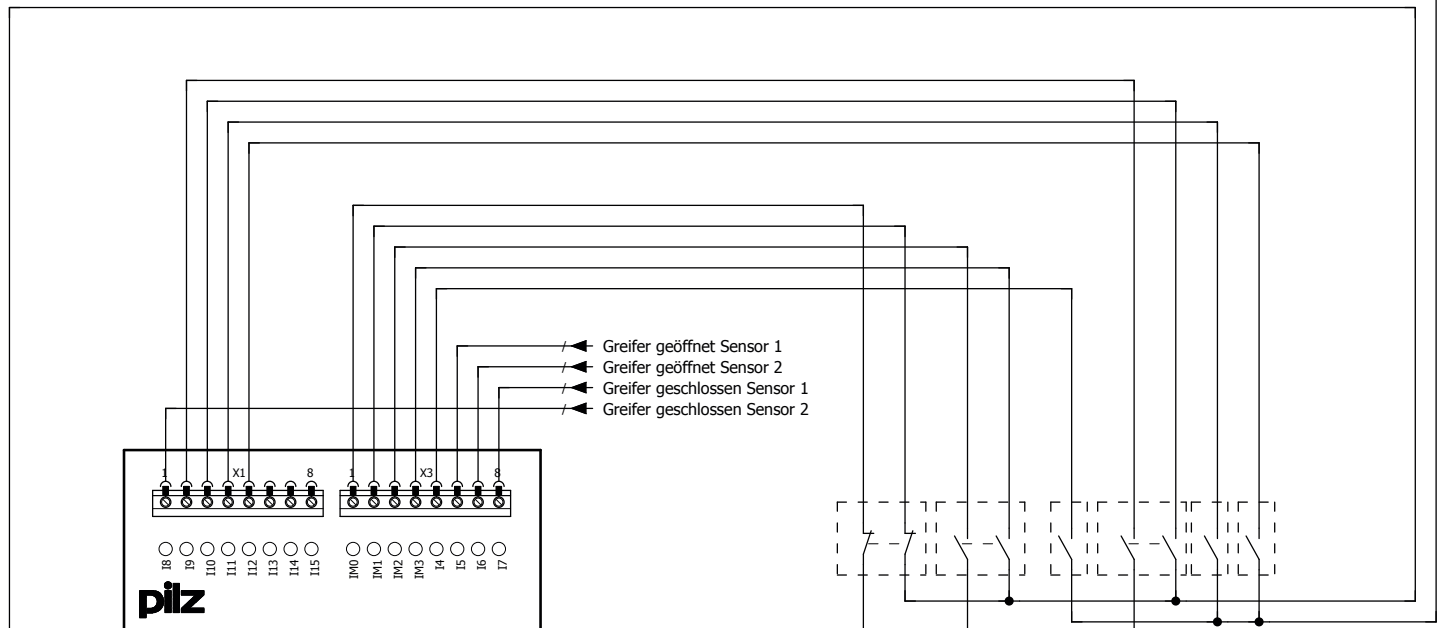 Greifer geöffnet Sensor 1
Greifer geöffnet Sensor 2
Greifer geschlossen Sensor 1
Greifer geschlossen Sensor 2
1 X1 8 1 X3 8
I8 I9 I10 I11 I12 I13 I14 I15 IM0 IM1 IM2 IM3 I4 I5 I6 I7
pilz